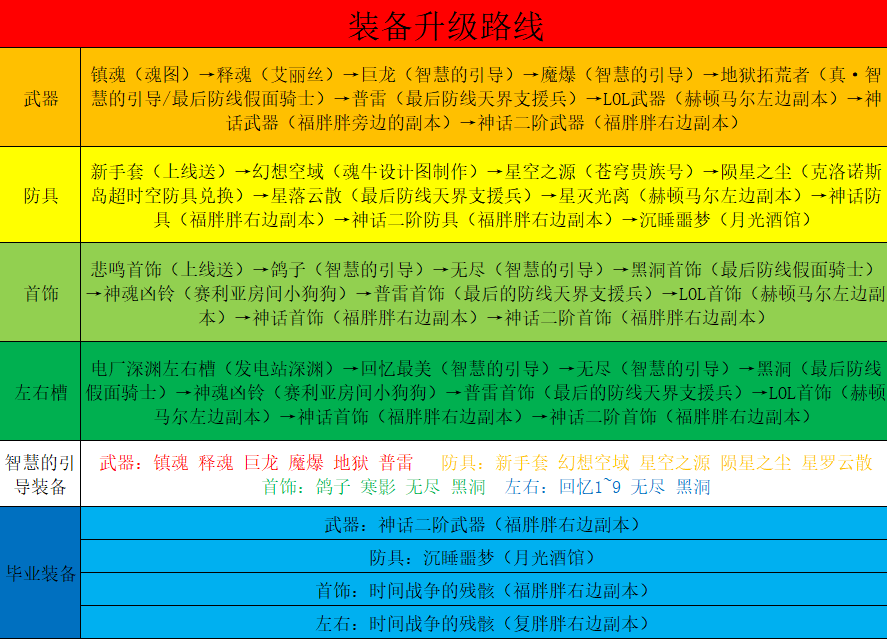 装备升级路线
武器
镇魂（魂图）→释魂（艾丽丝）→巨龙（智慧的引导）→魔爆（智慧的引导）→地狱拓荒者（真·智
慧的引导/最后防线假面骑士）→普雷（最后防线天界支援兵）→LOL武器（赫顿马尔左边副本）→神
话武器（福胖胖旁边的副本）→神话二阶武器（福胖胖右边副本）
防具
新手套（上线送）→幻想空域（魂牛设计图制作）→星空之源（苍穹贵族号）→陨星之尘（克洛诺斯
岛超时空防具兑换）→星落云散（最后防线天界支援兵）→星灭光离（赫顿马尔左边副本）→神话防
具（福胖胖右边副本）→神话二阶防具（福胖胖右边副本）→沉睡噩梦（月光酒馆）
首饰
悲鸣首饰（上线送）→鸽子（智慧的引导）→无尽（智慧的引导）→黑洞首饰（最后防线假面骑士）
→神魂凶铃（赛利亚房间小狗狗）→普雷首饰（最后的防线天界支援兵）→LOL首饰（赫顿马尔左边副
本）→神话首饰（福胖胖右边副本）→神话二阶首饰（福胖胖右边副本）
左右槽
电厂深渊左右槽（发电站深渊）→回忆最美（智慧的引导）→无尽（智慧的引导）→黑洞（最后防线
假面骑士）→神魂凶铃（赛利亚房间小狗狗）→普雷首饰（最后的防线天界支援兵）→LOL首饰（赫顿
马尔左边副本）→神话首饰（福胖胖右边副本）→神话二阶首饰（福胖胖右边副本）
智慧的引
导装备
武器：镇魂 释魂 巨龙 魔爆 地狱 普雷 防具：新手套 幻想空域 星空之源 陨星之尘 星罗云散
首饰：鸽子 寒影 无尽 黑洞 左右：回忆1~9 无尽 黑洞
毕业装备
武器：神话二阶武器（福胖胖右边副本）
防具：沉睡噩梦（月光酒馆）
首饰：时间战争的残骸（福胖胖右边副本）
左右：时间战争的残骸（复胖胖右边副本）